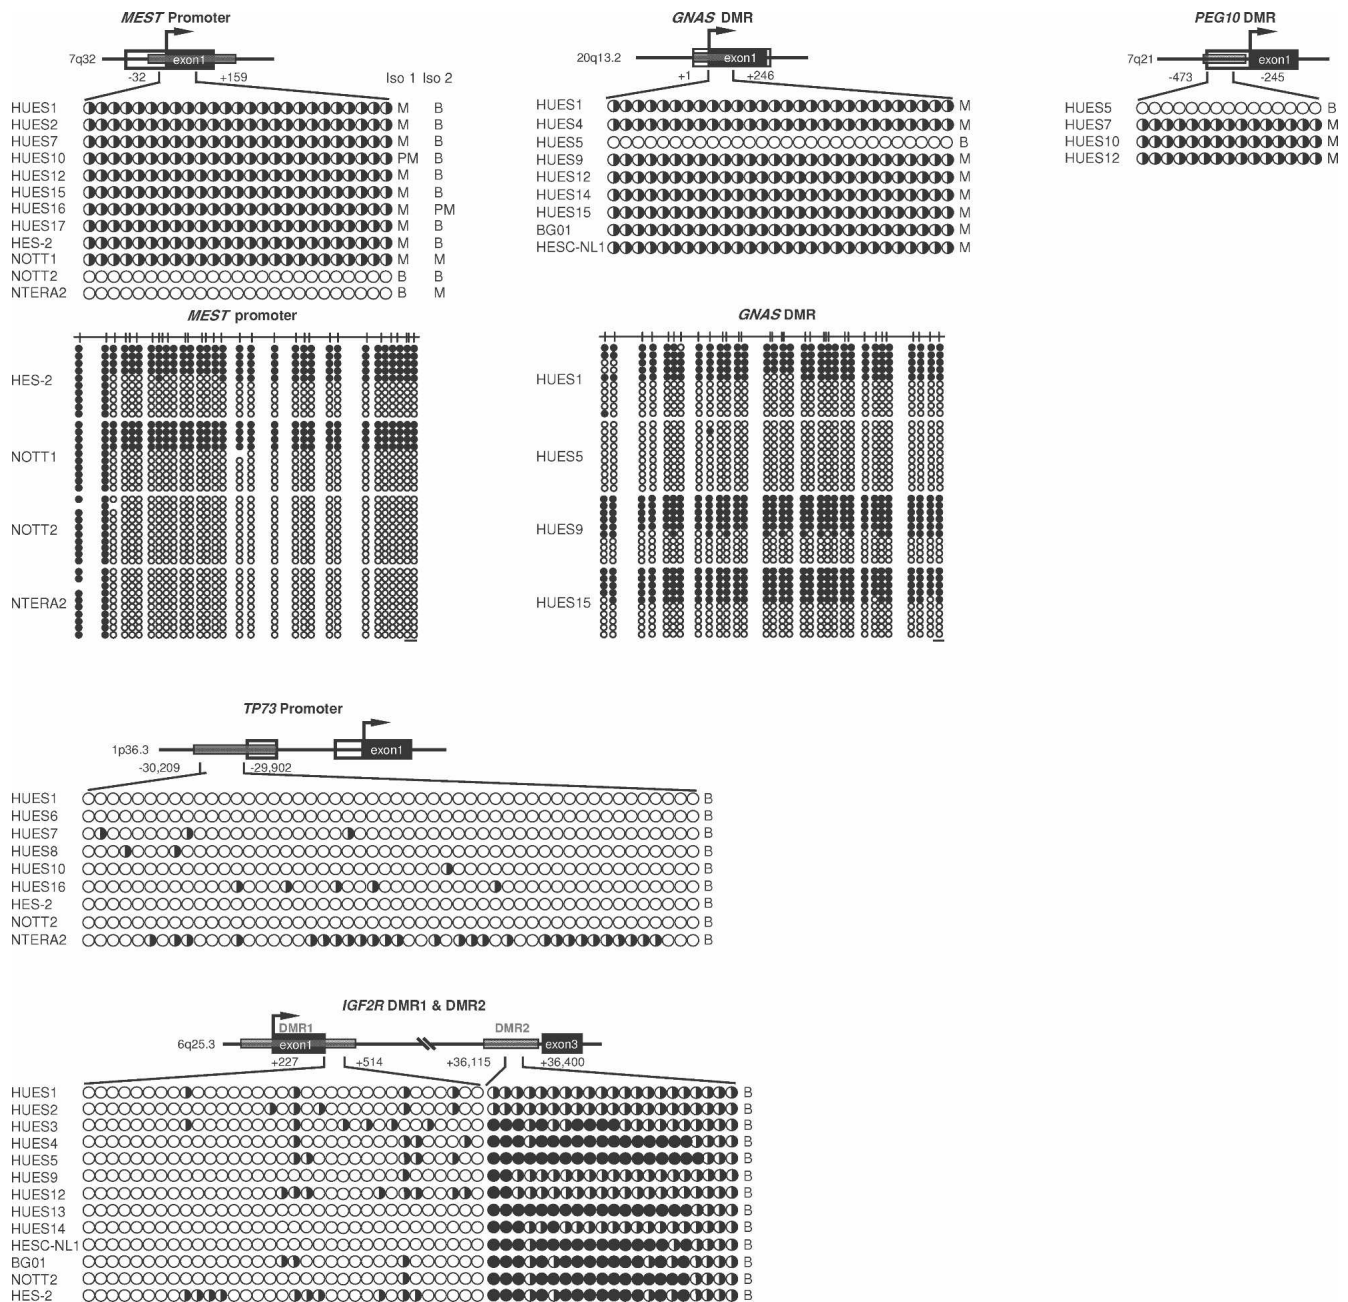 MEST Promoter
7q32
exon1
-32
+159
Iso 1 Iso 2
HUES1 M B
HUES2 M B
HUES7 M B
HUES10 PM B
HUES12 M B
HUES15 M B
HUES16 M PM
HUES17 M B
HES-2 M B
NOTT1 M M
NOTT2 B B
NTERA2 B M
GNAS DMR
20q13.2
exon1
+1
+246
HUES1 M
HUES4 M
HUES5 B
HUES9 M
HUES12 M
HUES14 M
HUES15 M
BG01 M
HESC-NL1 M
PEG10 DMR
7q21
exon1
-473
-245
HUES5 B
HUES7 M
HUES10 M
HUES12 M
MEST promoter
HES-2
NOTT1
NOTT2
NTERA2
GNAS DMR
HUES1
HUES5
HUES9
HUES15
TP73 Promoter
1p36.3
exon1
-30,209
-29,902
HUES1 B
HUES6 B
HUES7 B
HUES8 B
HUES10 B
HUES16 B
HES-2 B
NOTT2 B
NTERA2 B
IGF2R DMR1 & DMR2
DMR1
DMR2
6q25.3
exon1
exon3
+227
+514
+36,115
+36,400
HUES1 B
HUES2 B
HUES3 B
HUES4 B
HUES5 B
HUES9 B
HUES12 B
HUES13 B
HUES14 B
HESC-NL1 B
BG01 B
NOTT2 B
HES-2 B